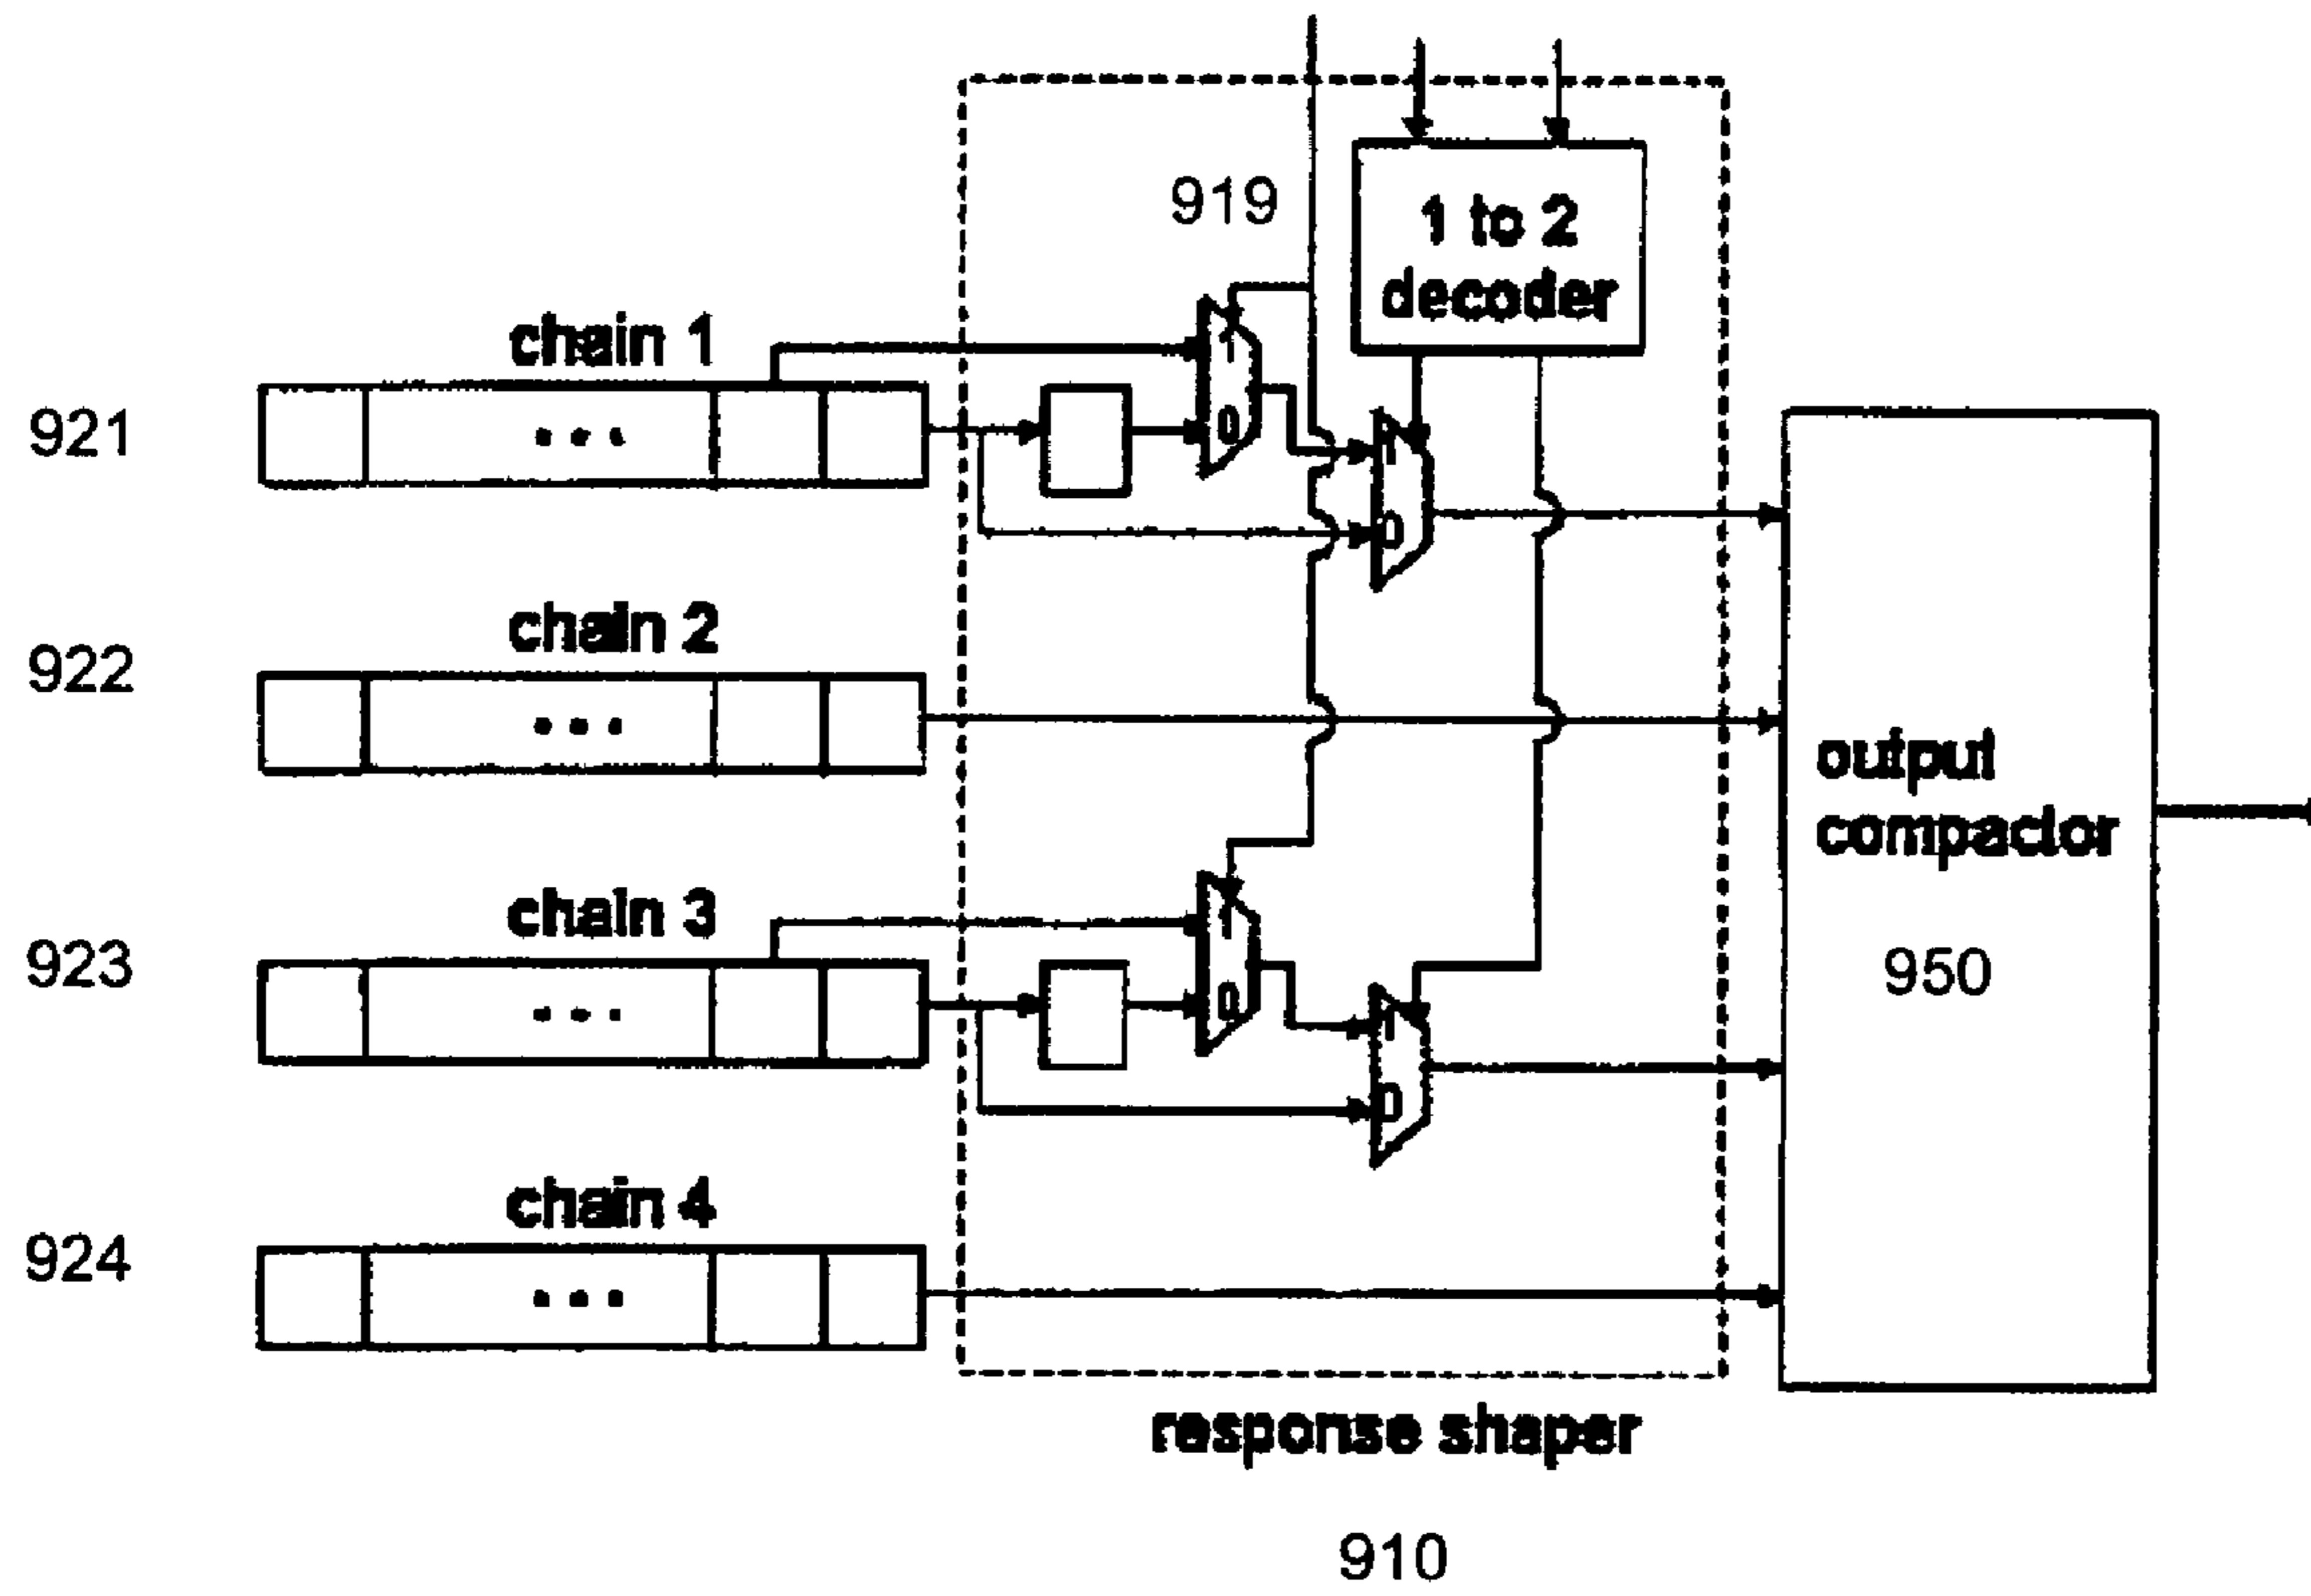 919
1 to 2
decoder
chain 1
921
...
1
0
1
0
chain 2
922
...
output
compactor
950
chain 3
923
...
1
0
1
0
chain 4
924
...
response shaper
910